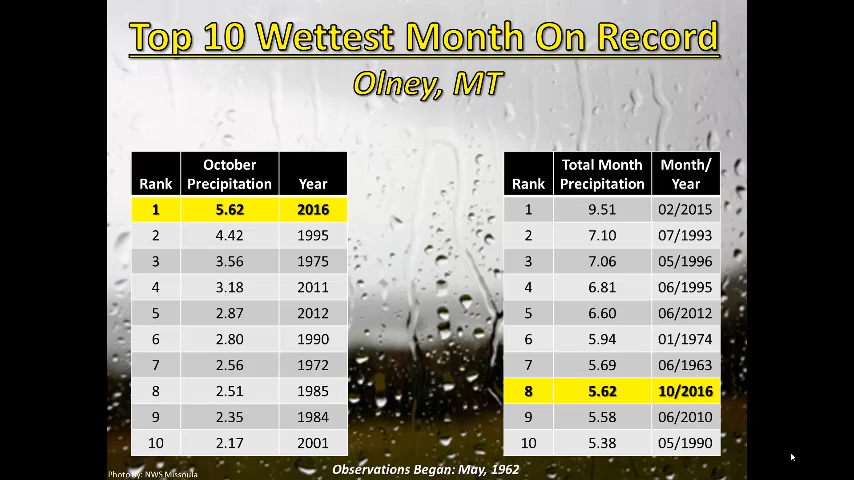 Top 10 Wettest Month On Record
Olney, MT
Rank October Precipitation Year
1 5.62 2016
2 4.42 1995
3 3.56 1975
4 3.18 2011
5 2.87 2012
6 2.80 1990
7 2.56 1972
8 2.51 1985
9 2.35 1984
10 2.17 2001
Rank Total Month Precipitation Month/ Year
1 9.51 02/2015
2 7.10 07/1993
3 7.06 05/1996
4 6.81 06/1995
5 6.60 06/2012
6 5.94 01/1974
7 5.69 06/1963
8 5.62 10/2016
9 5.58 06/2010
10 5.38 05/1990
Observations Began: May, 1962
Photo by: NWS Missoula